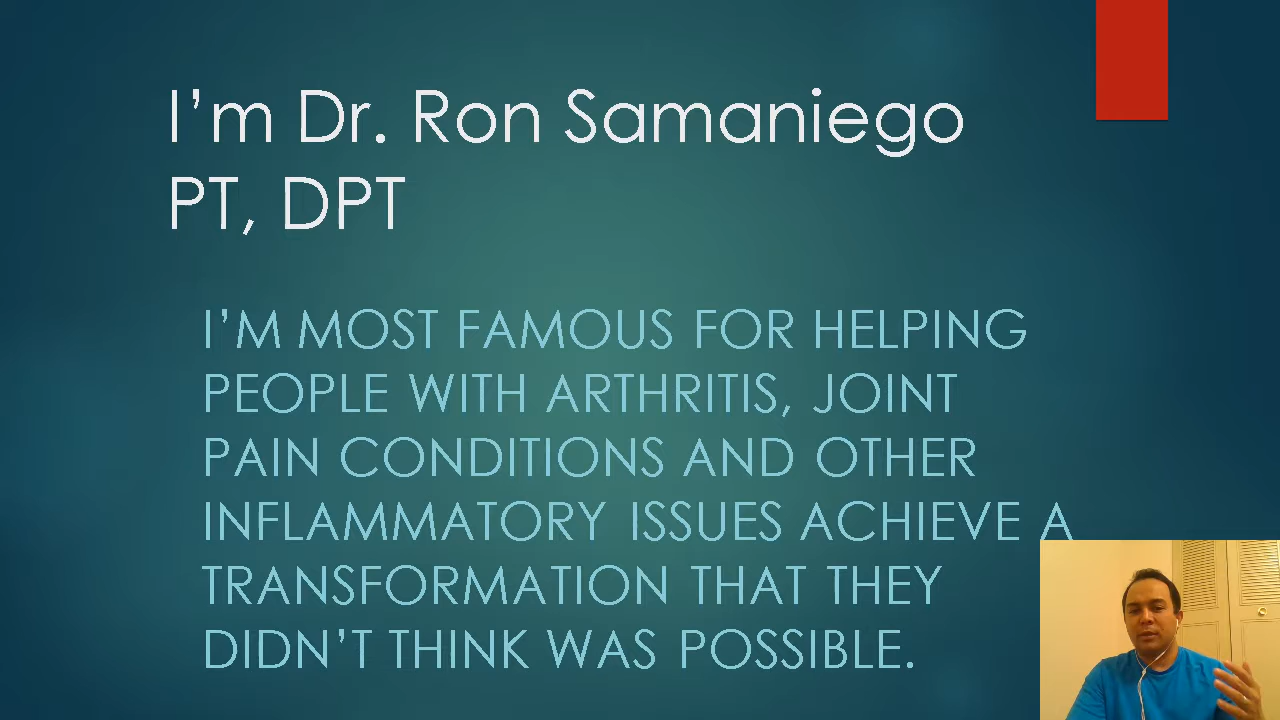 I'm Dr. Ron Samaniego
PT, DPT
I'M MOST FAMOUS FOR HELPING
PEOPLE WITH ARTHRITIS, JOINT
PAIN CONDITIONS AND OTHER
INFLAMMATORY ISSUES ACHIEVE A
TRANSFORMATION THAT THEY
DIDN'T THINK WAS POSSIBLE.